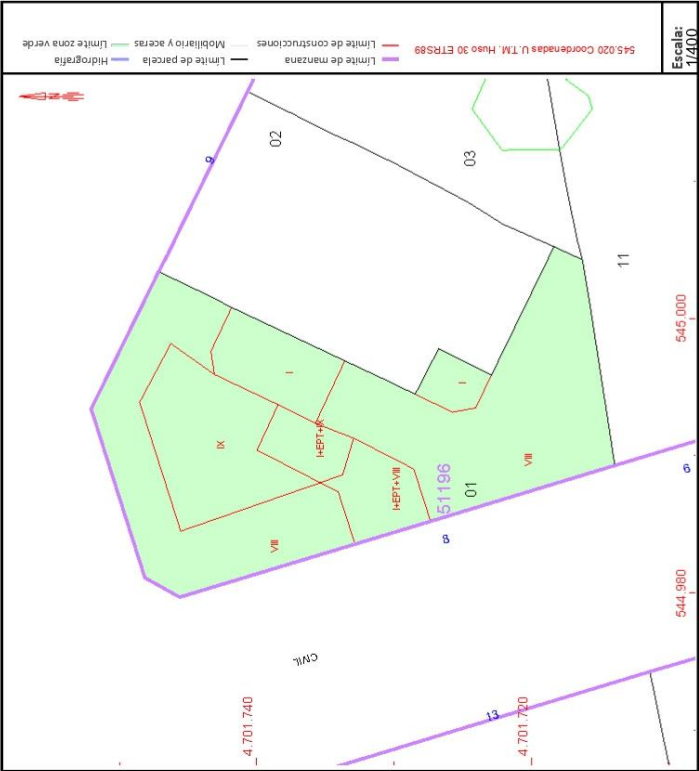 Límite de manzana
Límite de parcela
Hidrografía
545.020 Coordenadas U.T.M. Huso 30 ETRS89
Límite de construcciones
Mobiliario y aceras
Límite zona verde
Escala:
1/400
N
9
02
03
11
I
IX
I+EPT+IX
I
I+EPT+VIII
VIII
51196
01
VIII
8
6
545.000
544.980
CIVIL
4.701.740
13
4.701.720